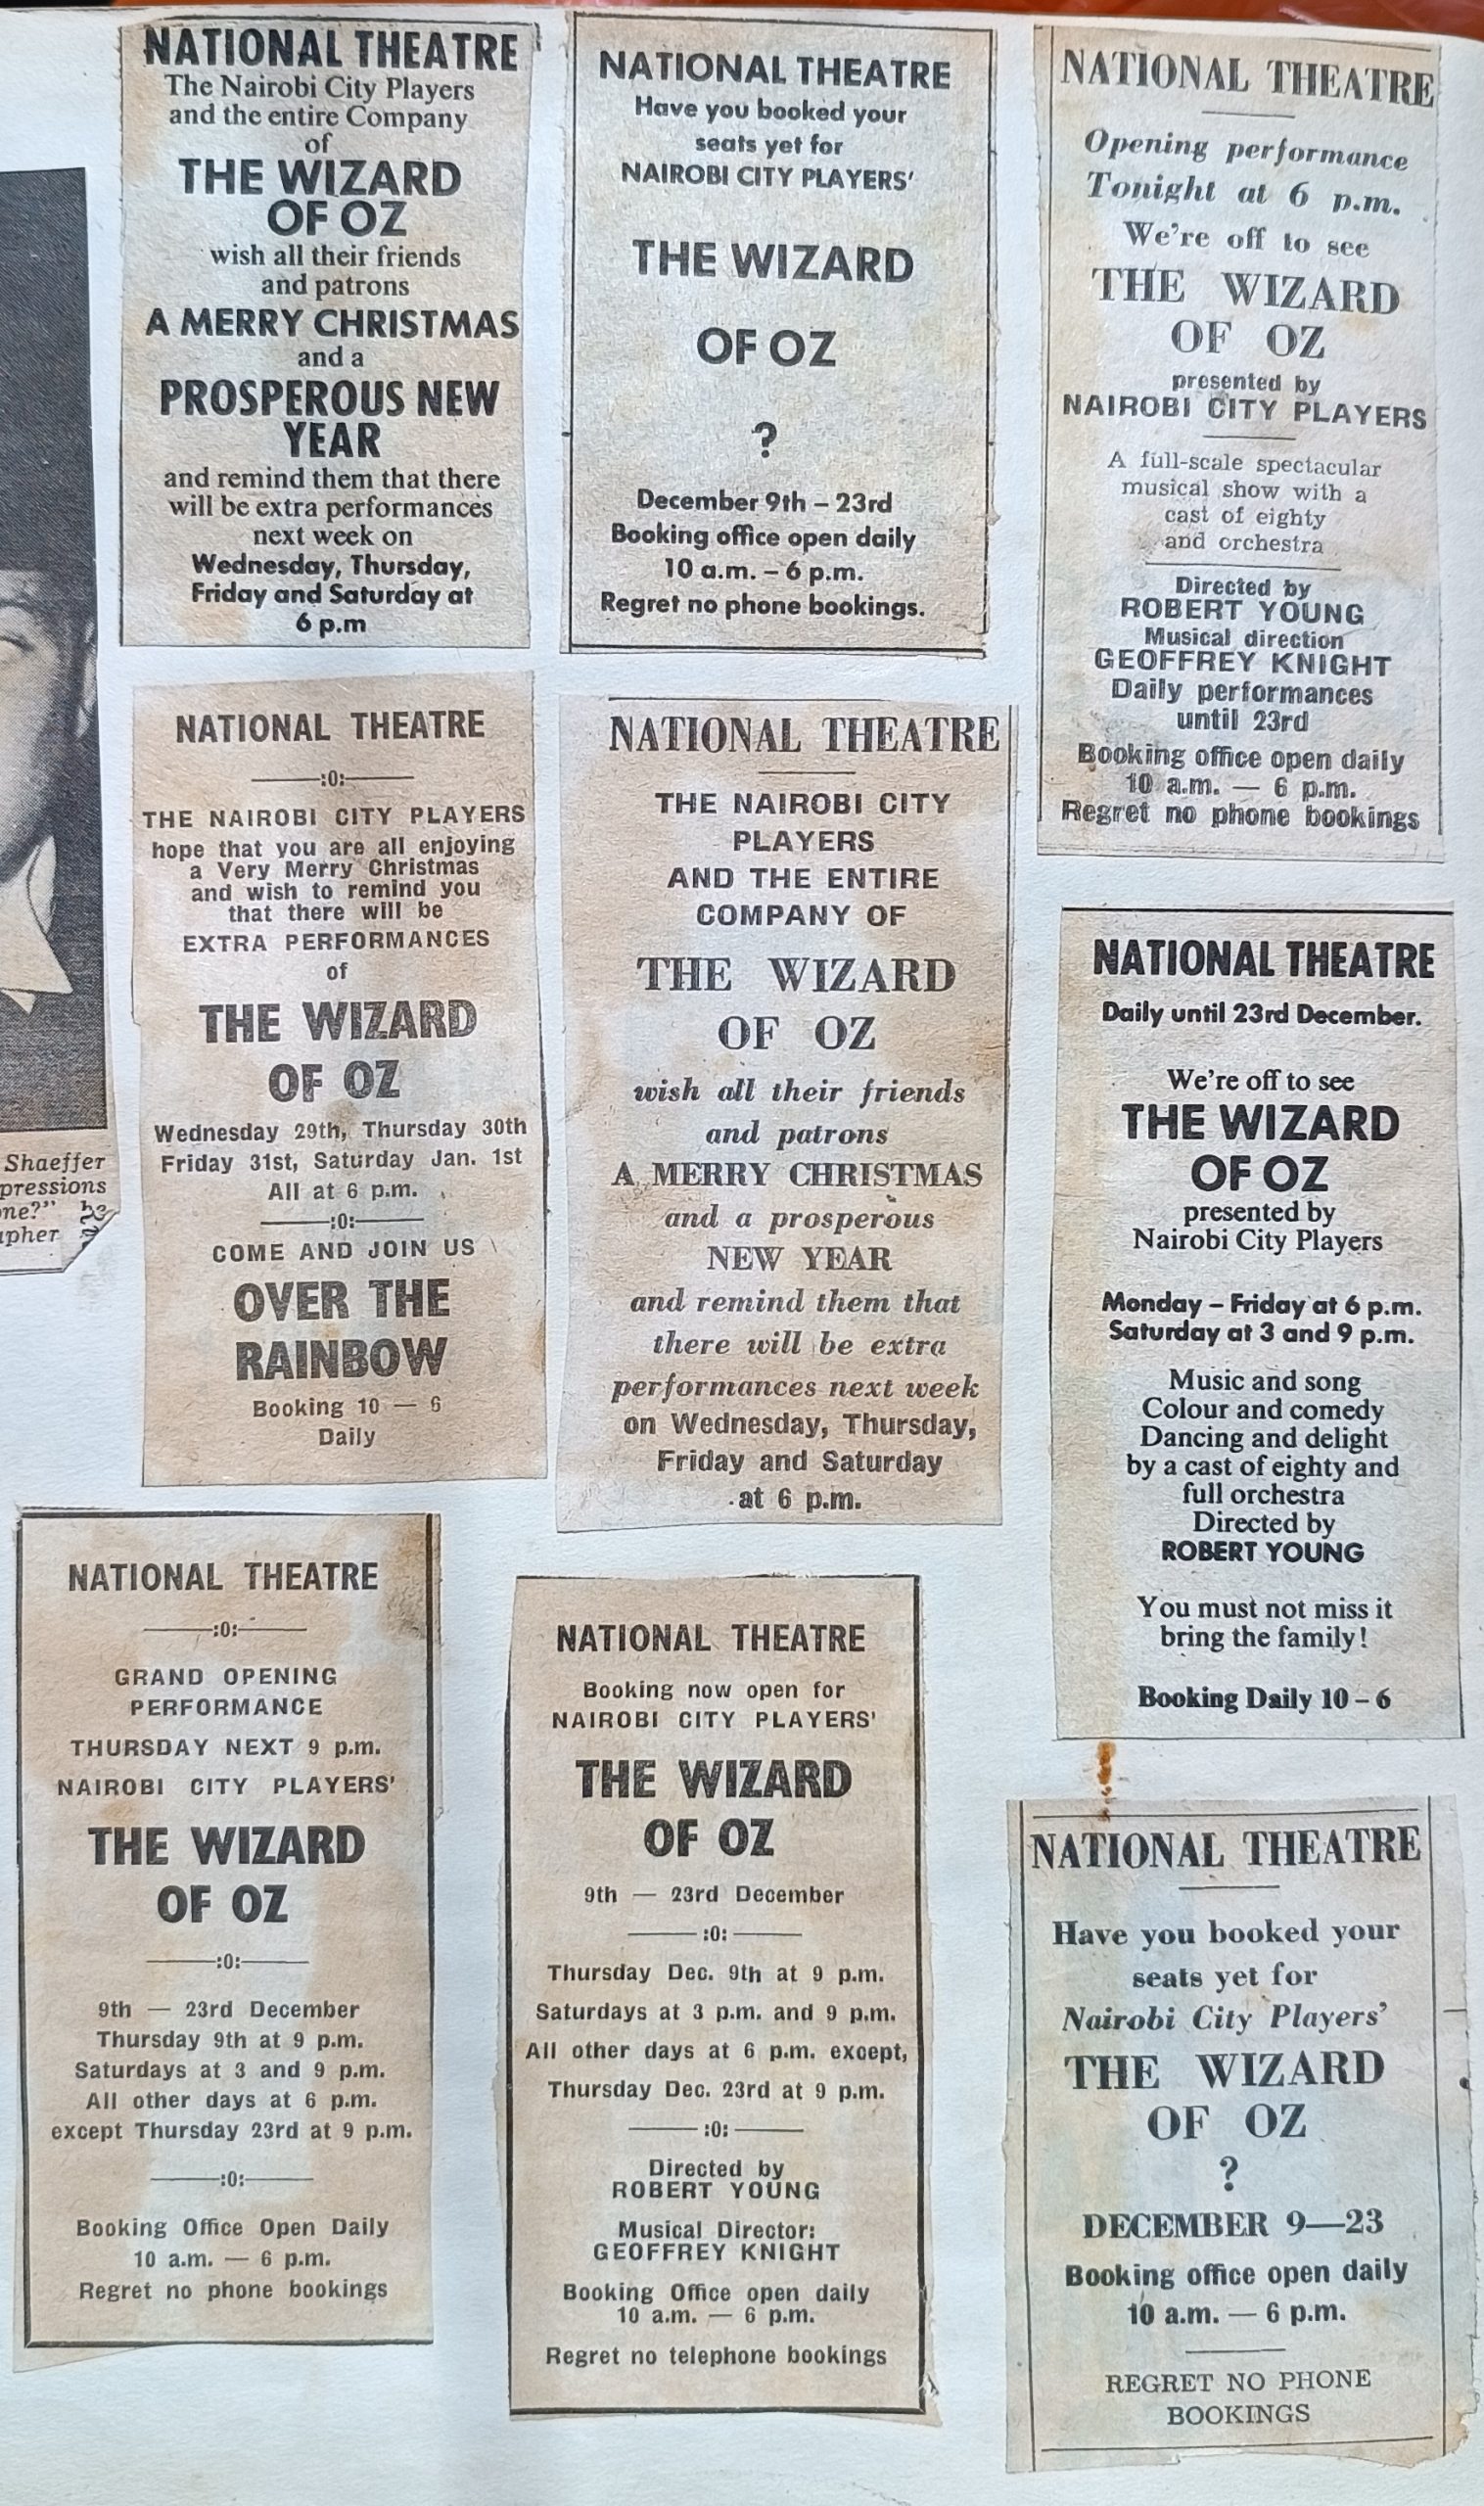 NATIONAL THEATRE
The Nairobi City Players
and the entire Company
of
THE WIZARD
OF OZ
wish all their friends
and patrons
A MERRY CHRISTMAS
and a
PROSPEROUS NEW
YEAR
and remind them that there
will be extra performances
next week on
Wednesday, Thursday,
Friday and Saturday at
6 p.m
NATIONAL THEATRE
Have you booked your
seats yet for
NAIROBI CITY PLAYERS'
THE WIZARD
OF OZ
?
December 9th – 23rd
Booking office open daily
10 a.m. – 6 p.m.
Regret no phone bookings.
NATIONAL THEATRE
Opening performance
Tonight at 6 p.m.
We're off to see
THE WIZARD
OF OZ
presented by
NAIROBI CITY PLAYERS
A full-scale spectacular
musical show with a
cast of eighty
and orchestra
Directed by
ROBERT YOUNG
Musical direction
GEOFFREY KNIGHT
Daily performances
until 23rd
Booking office open daily
10 a.m. — 6 p.m.
Regret no phone bookings
NATIONAL THEATRE
:0:
THE NAIROBI CITY PLAYERS
hope that you are all enjoying
a Very Merry Christmas
and wish to remind you
that there will be
EXTRA PERFORMANCES
of
THE WIZARD
OF OZ
Wednesday 29th, Thursday 30th
Friday 31st, Saturday Jan. 1st
All at 6 p.m.
:0:
COME AND JOIN US
OVER THE
RAINBOW
Booking 10 — 6
Daily
NATIONAL THEATRE
THE NAIROBI CITY
PLAYERS
AND THE ENTIRE
COMPANY OF
THE WIZARD
OF OZ
wish all their friends
and patrons
A MERRY CHRISTMAS
and a prosperous
NEW YEAR
and remind them that
there will be extra
performances next week
on Wednesday, Thursday,
Friday and Saturday
at 6 p.m.
NATIONAL THEATRE
Daily until 23rd December.
We're off to see
THE WIZARD
OF OZ
presented by
Nairobi City Players
Monday – Friday at 6 p.m.
Saturday at 3 and 9 p.m.
Music and song
Colour and comedy
Dancing and delight
by a cast of eighty and
full orchestra
Directed by
ROBERT YOUNG
You must not miss it
bring the family!
Booking Daily 10 – 6
Shaeffer
pressions
ne?"
pher
NATIONAL THEATRE
:0:
GRAND OPENING
PERFORMANCE
THURSDAY NEXT 9 p.m.
NAIROBI CITY PLAYERS'
THE WIZARD
OF OZ
:0:
9th — 23rd December
Thursday 9th at 9 p.m.
Saturdays at 3 and 9 p.m.
All other days at 6 p.m.
except Thursday 23rd at 9 p.m.
:0:
Booking Office Open Daily
10 a.m. — 6 p.m.
Regret no phone bookings
NATIONAL THEATRE
Booking now open for
NAIROBI CITY PLAYERS'
THE WIZARD
OF OZ
9th — 23rd December
:0:
Thursday Dec. 9th at 9 p.m.
Saturdays at 3 p.m. and 9 p.m.
All other days at 6 p.m. except,
Thursday Dec. 23rd at 9 p.m.
:0:
Directed by
ROBERT YOUNG
Musical Director:
GEOFFREY KNIGHT
Booking Office open daily
10 a.m. — 6 p.m.
Regret no telephone bookings
NATIONAL THEATRE
Have you booked your
seats yet for
Nairobi City Players'
THE WIZARD
OF OZ
?
DECEMBER 9—23
Booking office open daily
10 a.m. — 6 p.m.
REGRET NO PHONE
BOOKINGS